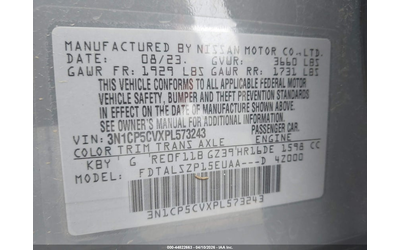 MANUFACTURED BY NISSAN MOTOR CO.,LTD.
DATE: 08/23. GVWR: 3660 LBS
GAWR FR: 1929 LBS GAWR RR: 1731 LBS
THIS VEHICLE CONFORMS TO ALL
APPLICABLE FEDERAL MOTOR
VEHICLE SAFETY, BUMPER, AND
THEFT PREVENTION STANDARDS IN
EFFECT ON THE DATE OF
MANUFACTURE SHOWN ABOVE. SEE
OWNER'S MANUAL FOR ADDITIONAL
INFORMATION.
VIN: 3N1CP5CVXPL573243 PASSENGER CAR
COLOR TRIM TRANS AXLE ENGINE
KBY G RE0F11B GZ39 HR16DE 1598 CC
FDTALSZP15EUAA---D 4Z000
3N1CP5CVXPL573243